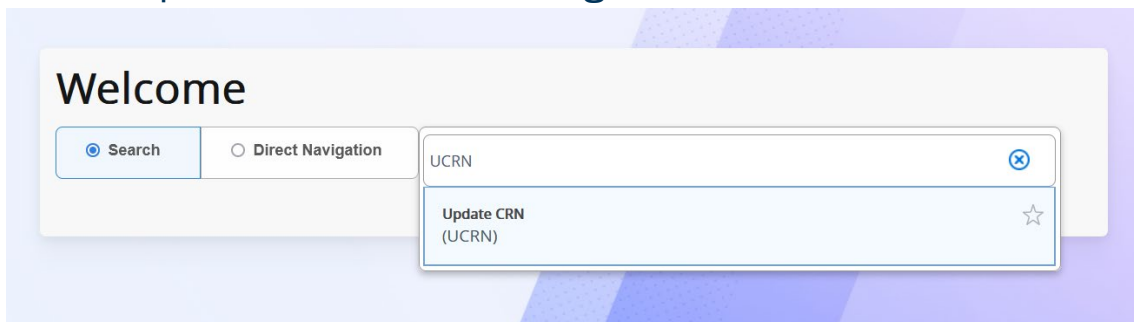 Welcome
Search
Direct Navigation
UCRN
Update CRN
(UCRN)